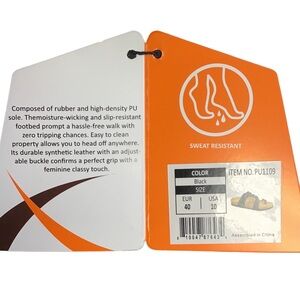 Composed of rubber and high-density PU
sole. Themoisture-wicking and slip-resistant
footbed prompt a hassle-free walk with
zero tripping chances. Easy to clean
property allows you to head off anywhere.
Its durable synthetic leather with an adjust
able buckle confirms a perfect grip with a
feminine classy touch.
SWEAT RESISTANT
COLOR
Black
SIZE
EUR USA
40 10
ITEM NO. PU1109
Assembled in China